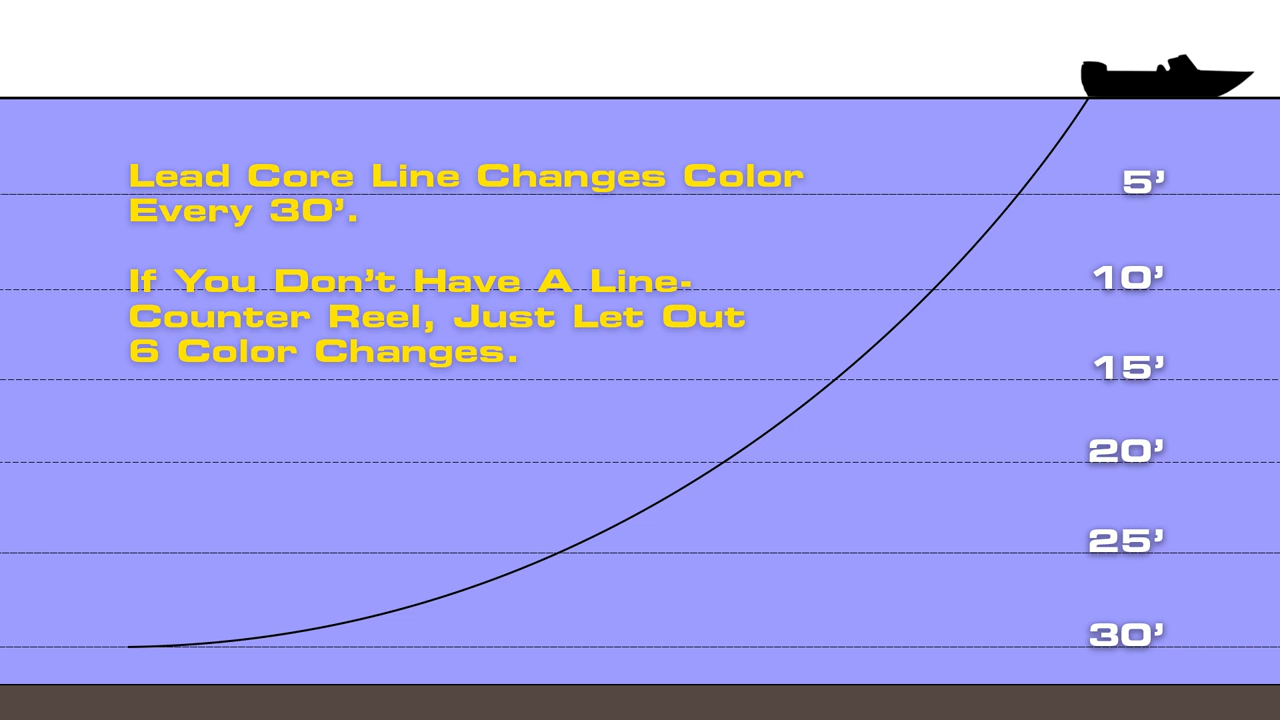 Lead Core Line Changes Color
Every 30’.
If You Don’t Have A Line-
Counter Reel, Just Let Out
6 Color Changes.
5’
10’
15’
20’
25’
30’